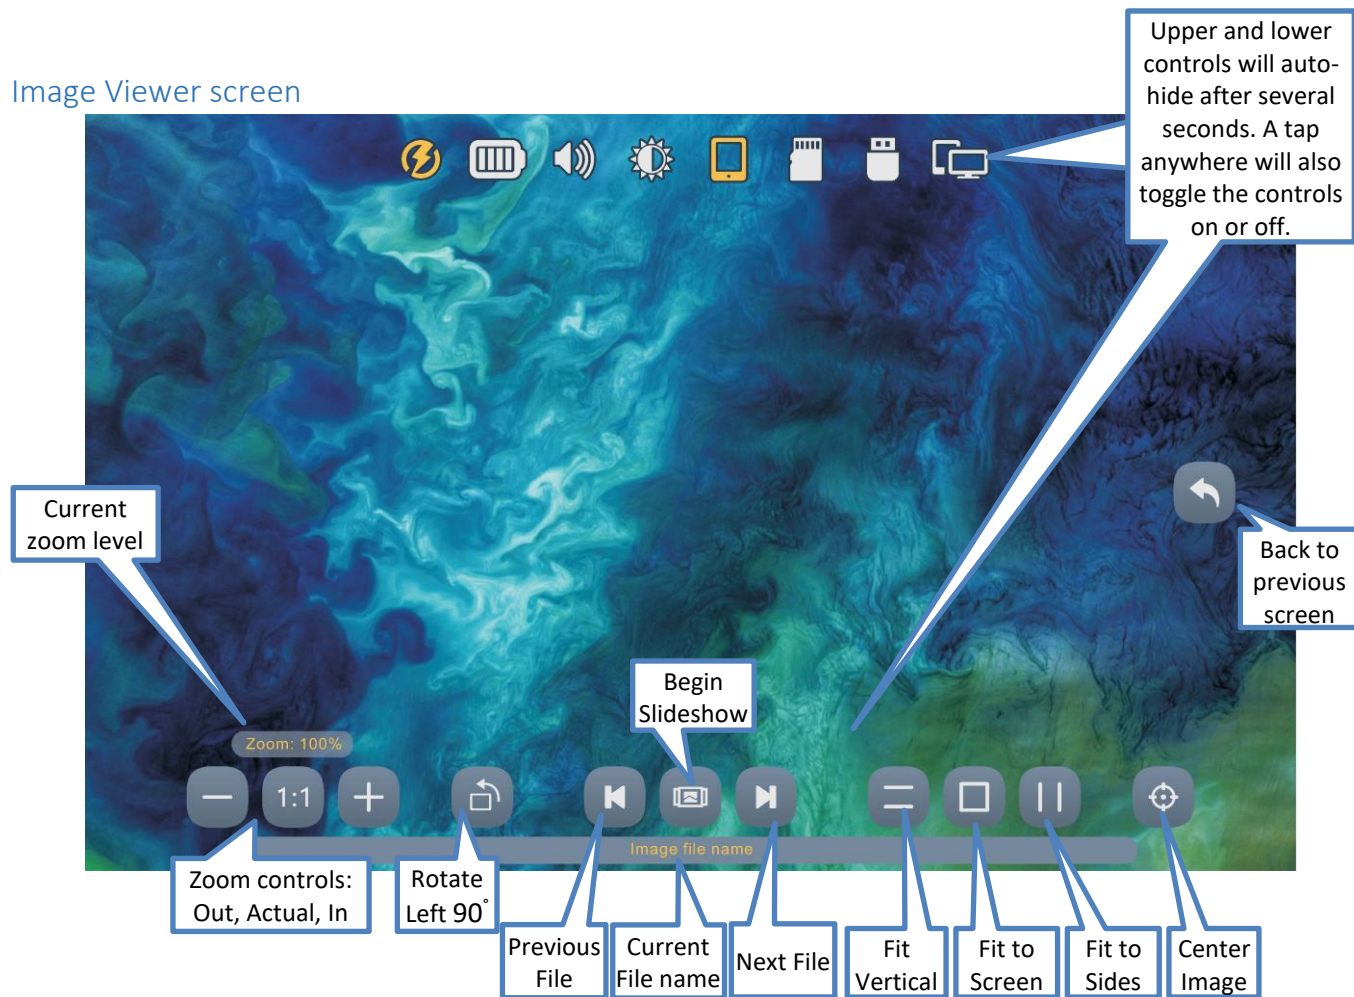 Image Viewer screen
Upper and lower
controls will auto-
hide after several
seconds. A tap
anywhere will also
toggle the controls
on or off.
Current
zoom level
Back to
previous
screen
Begin
Slideshow
Zoom: 100%
1:1
Image file name
Zoom controls:
Out, Actual, In
Rotate
Left 90°
Previous
File
Current
File name
Next File
Fit
Vertical
Fit to
Screen
Fit to
Sides
Center
Image